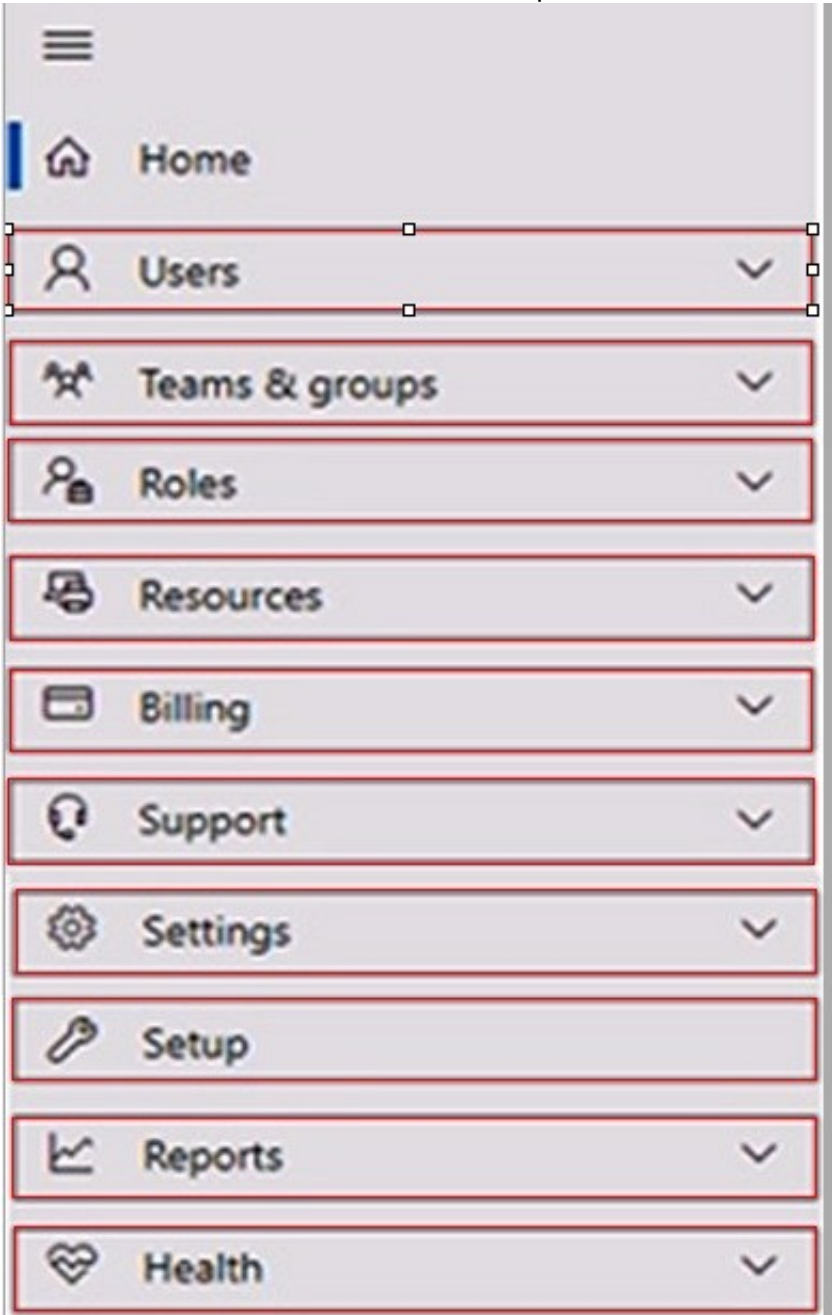 Home
Users
Teams & groups
Roles
Resources
Billing
Support
Settings
Setup
Reports
Health